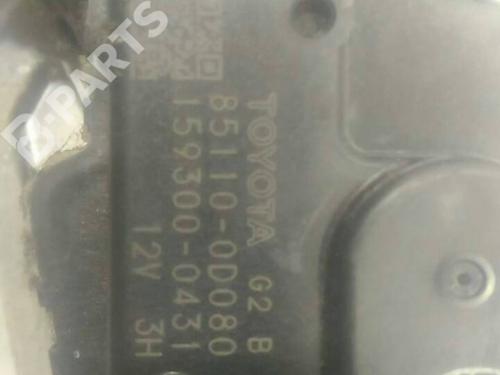 B-PARTS
TOYOTA G2 B
85110-0D080
159300-0431
12V 3H